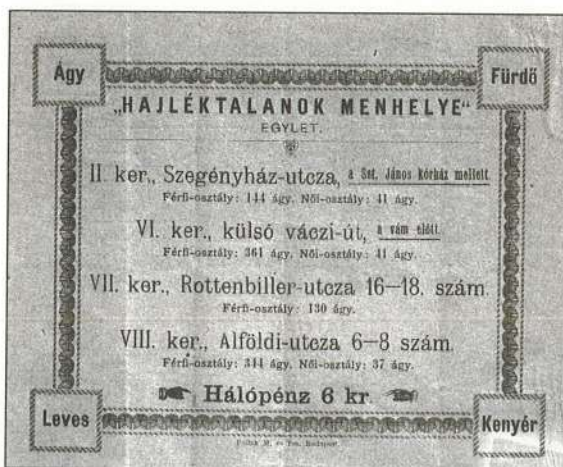 Ágy
Fürdő
„HAJLÉKTALANOK MENHELYE“
EGYLET.
II. ker., Szegényház-utcza, a Szt. János kórház mellett.
Férfi-osztály: 144 ágy. Női-osztály: 41 ágy.
VI. ker., külső váczi-út, a vám előtt.
Férfi-osztály: 361 ágy. Női-osztály: 41 ágy.
VII. ker., Rottenbiller-utcza 16—18. szám.
Férfi-osztály: 130 ágy.
VIII. ker., Alföldi-utcza 6—8 szám.
Férfi-osztály: 344 ágy. Női-osztály: 37 ágy.
Hálópénz 6 kr.
Leves
Kenyér
Budapest